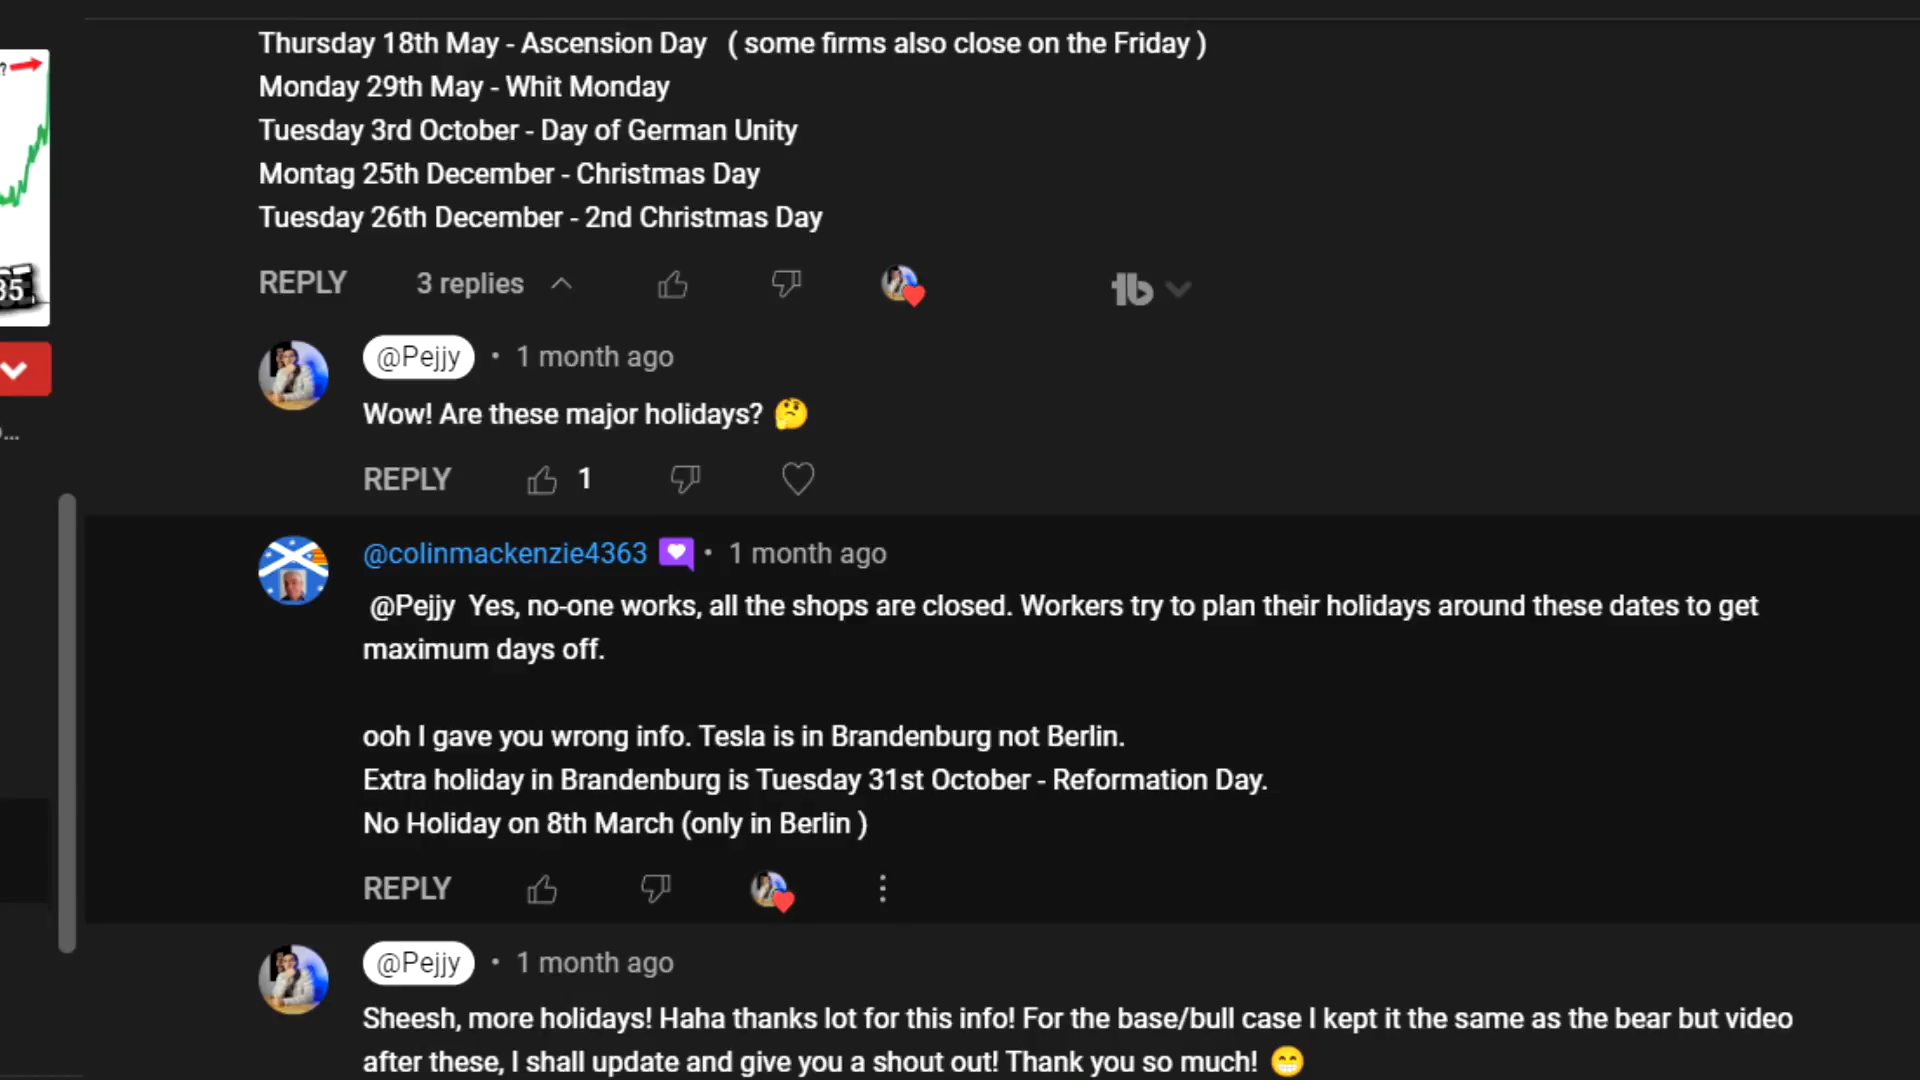 Thursday 18th May - Ascension Day ( some firms also close on the Friday )
?
Monday 29th May - Whit Monday
Tuesday 3rd October - Day of German Unity
Montag 25th December - Christmas Day
Tuesday 26th December - 2nd Christmas Day
35
REPLY 3 replies
@Pejjy • 1 month ago
Wow! Are these major holidays? 🤔
REPLY 1
@colinmackenzie4363 • 1 month ago
@Pejjy Yes, no-one works, all the shops are closed. Workers try to plan their holidays around these dates to get
maximum days off.
ooh I gave you wrong info. Tesla is in Brandenburg not Berlin.
Extra holiday in Brandenburg is Tuesday 31st October - Reformation Day.
No Holiday on 8th March (only in Berlin )
REPLY
@Pejjy • 1 month ago
Sheesh, more holidays! Haha thanks lot for this info! For the base/bull case I kept it the same as the bear but video
after these, I shall update and give you a shout out! Thank you so much! 😁